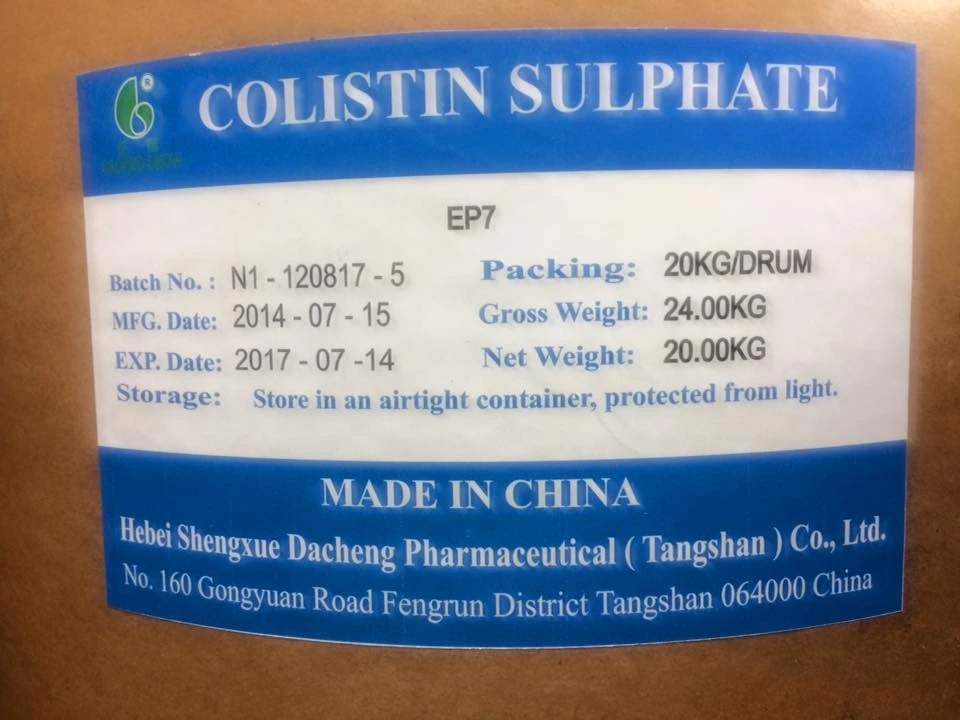 ®
COLISTIN SULPHATE
EP7
Batch No. : N1 - 120817 - 5
MFG. Date: 2014 - 07 - 15
EXP. Date: 2017 - 07 -14
Packing: 20KG/DRUM
Gross Weight: 24.00KG
Net Weight: 20.00KG
Storage: Store in an airtight container, protected from light.
MADE IN CHINA
Hebei Shengxue Dacheng Pharmaceutical ( Tangshan ) Co., Ltd.
No. 160 Gongyuan Road Fengrun District Tangshan 064000 China